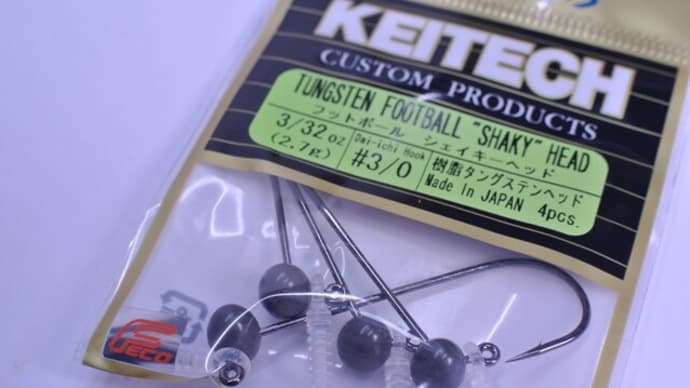 KEITECH
CUSTOM PRODUCTS
TUNGSTEN FOOTBALL "SHAKY" HEAD
フットボール シェイキーヘッド
3/32oz
(2.7g)
Dai-ichi Hook
#3/0
樹脂タングステンヘッド
Made In JAPAN 4pcs.
ECO